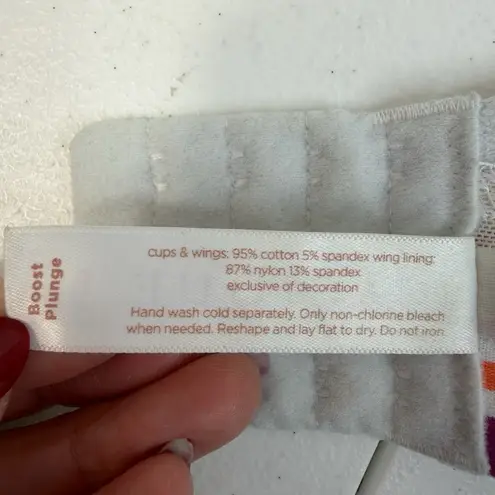 Boost
Plunge
cups & wings: 95% cotton 5% spandex wing lining:
87% nylon 13% spandex
exclusive of decoration
Hand wash cold separately. Only non-chlorine bleach
when needed. Reshape and lay flat to dry. Do not iron.